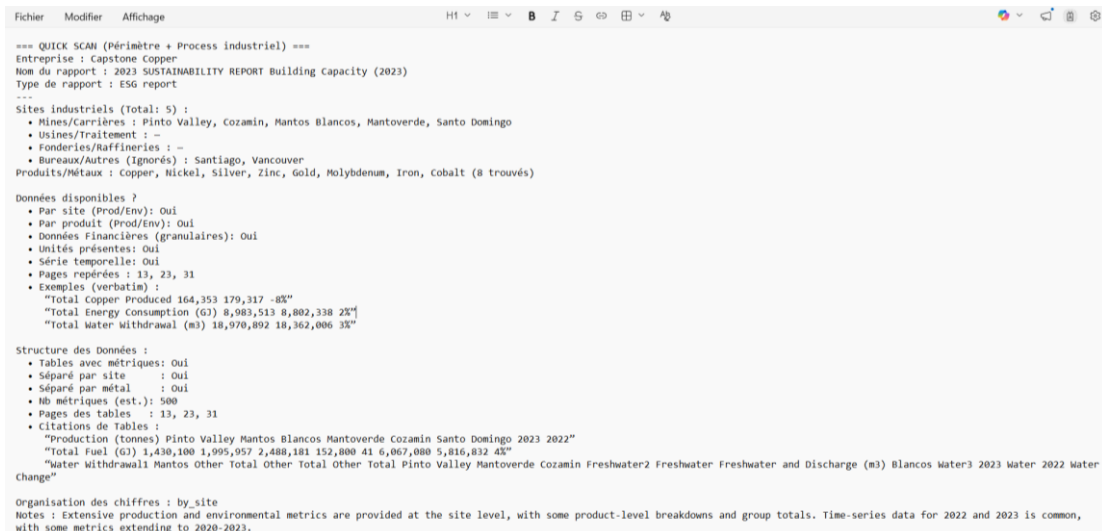 Fichier Modifier Affichage H1 B I S
=== QUICK SCAN (Périmètre + Process industriel) ===
Entreprise : Capstone Copper
Nom du rapport : 2023 SUSTAINABILITY REPORT Building Capacity (2023)
Type de rapport : ESG report
---
Sites industriels (Total: 5) :
• Mines/Carrières : Pinto Valley, Cozamin, Mantos Blancos, Mantoverde, Santo Domingo
• Usines/Traitement : —
• Fonderies/Raffineries : —
• Bureaux/Autres (Ignorés) : Santiago, Vancouver
Produits/Métaux : Copper, Nickel, Silver, Zinc, Gold, Molybdenum, Iron, Cobalt (8 trouvés)
Données disponibles ?
• Par site (Prod/Env): Oui
• Par produit (Prod/Env): Oui
• Données Financières (granulaires): Oui
• Unités présentes: Oui
• Série temporelle: Oui
• Pages repérées : 13, 23, 31
• Exemples (verbatim) :
“Total Copper Produced 164,353 179,317 -8%”
“Total Energy Consumption (GJ) 8,983,513 8,802,338 2%”
“Total Water Withdrawal (m3) 18,970,892 18,362,006 3%”
Structure des Données :
• Tables avec métriques: Oui
• Séparé par site : Oui
• Séparé par métal : Oui
• Nb métriques (est.): 500
• Pages des tables : 13, 23, 31
• Citations de Tables :
“Production (tonnes) Pinto Valley Mantos Blancos Mantoverde Cozamin Santo Domingo 2023 2022”
“Total Fuel (GJ) 1,430,100 1,995,957 2,488,181 152,800 41 6,067,080 5,816,832 4%”
“Water Withdrawal1 Mantos Other Total Other Total Other Total Pinto Valley Mantoverde Cozamin Freshwater2 Freshwater Freshwater and Discharge (m3) Blancos Water3 2023 Water 2022 Water
Change”
Organisation des chiffres : by_site
Notes : Extensive production and environmental metrics are provided at the site level, with some product-level breakdowns and group totals. Time-series data for 2022 and 2023 is common,
with some metrics extending to 2020-2023.